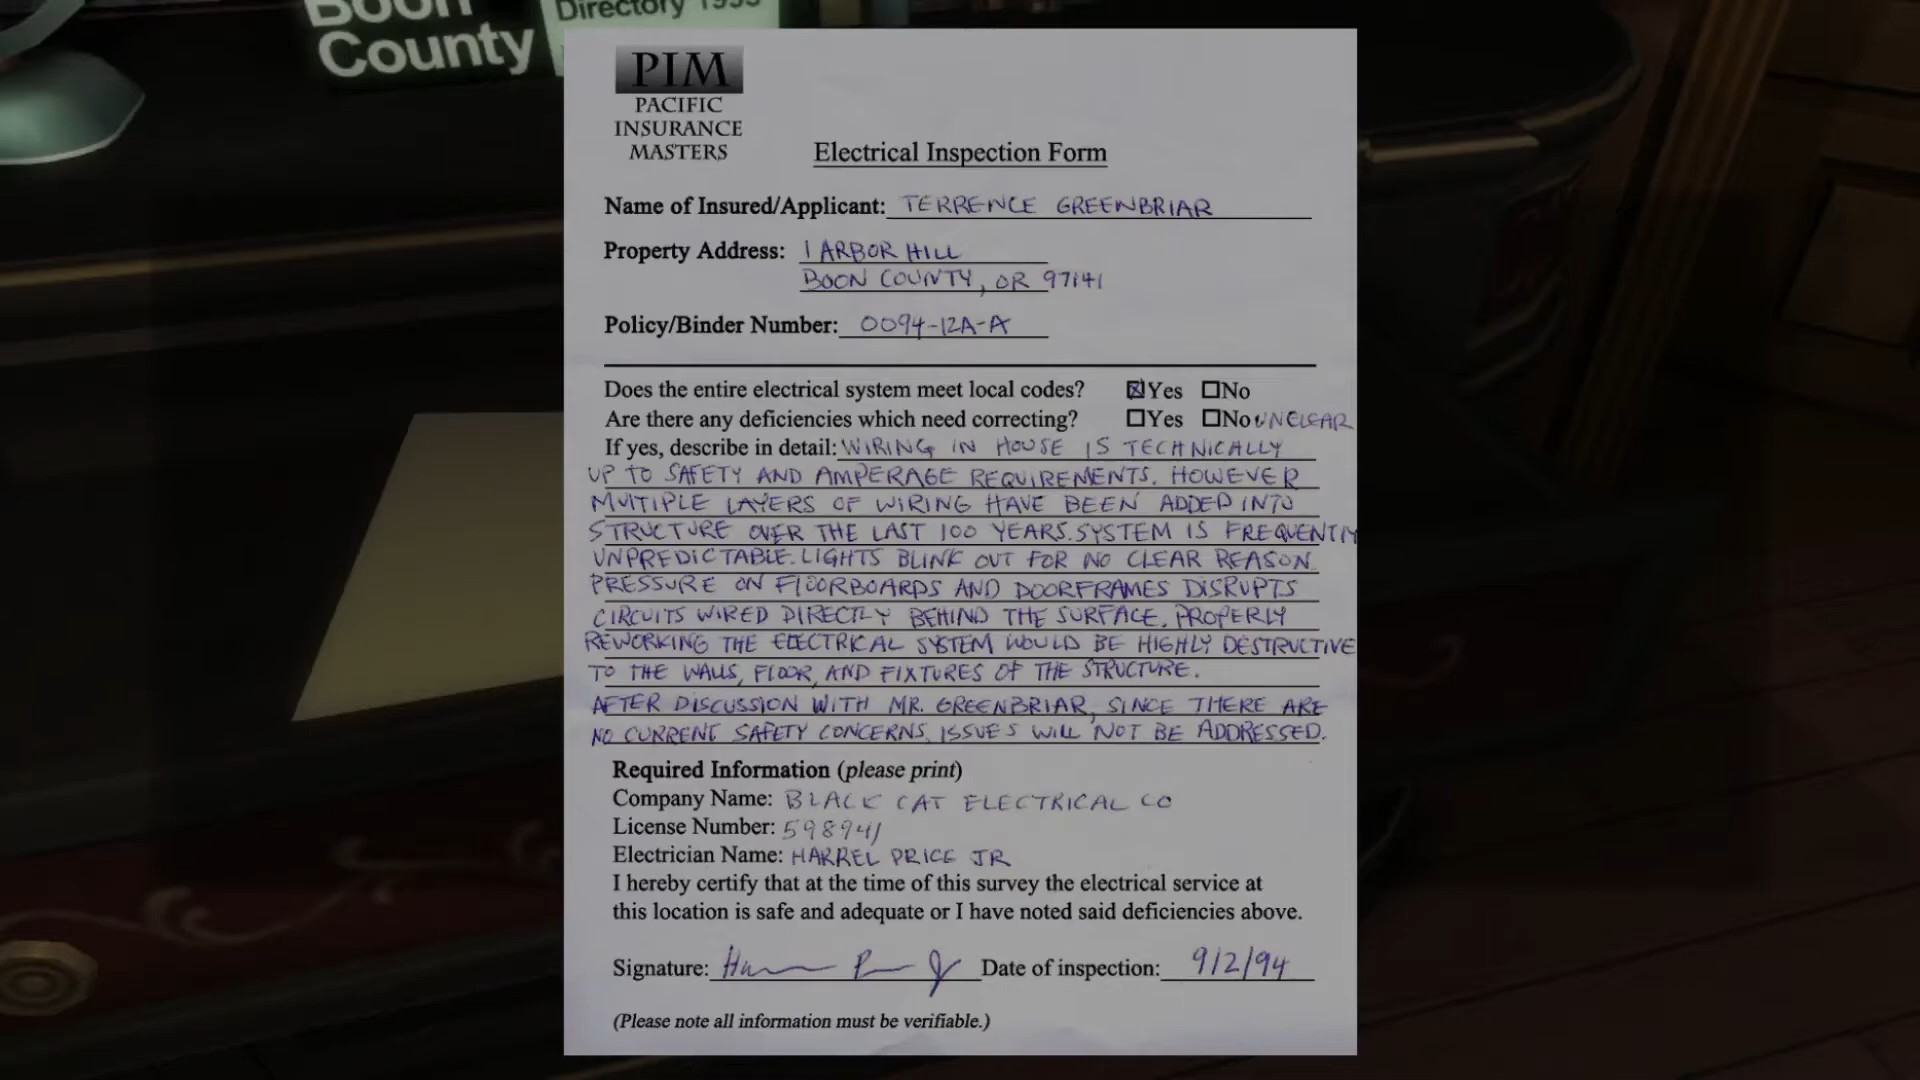 Boon
County
Directory 1995
PIM
PACIFIC
INSURANCE
MASTERS
Electrical Inspection Form
Name of Insured/Applicant: TERRENCE GREENBRIAR
Property Address: 1 ARBOR HILL
BOON COUNTY, OR 97141
Policy/Binder Number: 0094-12A-A
Does the entire electrical system meet local codes? ☒Yes ☐No
Are there any deficiencies which need correcting? ☐Yes ☐No UNCLEAR
If yes, describe in detail: WIRING IN HOUSE IS TECHNICALLY
UP TO SAFETY AND AMPERAGE REQUIREMENTS. HOWEVER
MULTIPLE LAYERS OF WIRING HAVE BEEN ADDED INTO
STRUCTURE OVER THE LAST 100 YEARS. SYSTEM IS FREQUENTLY
UNPREDICTABLE. LIGHTS BLINK OUT FOR NO CLEAR REASON.
PRESSURE ON FLOORBOARDS AND DOORFRAMES DISRUPTS
CIRCUITS WIRED DIRECTLY BEHIND THE SURFACE. PROPERLY
REWORKING THE ELECTRICAL SYSTEM WOULD BE HIGHLY DESTRUCTIVE
TO THE WALLS, FLOOR, AND FIXTURES OF THE STRUCTURE.
AFTER DISCUSSION WITH MR. GREENBRIAR, SINCE THERE ARE
NO CURRENT SAFETY CONCERNS, ISSUES WILL NOT BE ADDRESSED.
Required Information (please print)
Company Name: BLACK CAT ELECTRICAL CO
License Number: 598941
Electrician Name: HARREL PRICE JR
I hereby certify that at the time of this survey the electrical service at
this location is safe and adequate or I have noted said deficiencies above.
Signature: Date of inspection: 9/2/94
(Please note all information must be verifiable.)